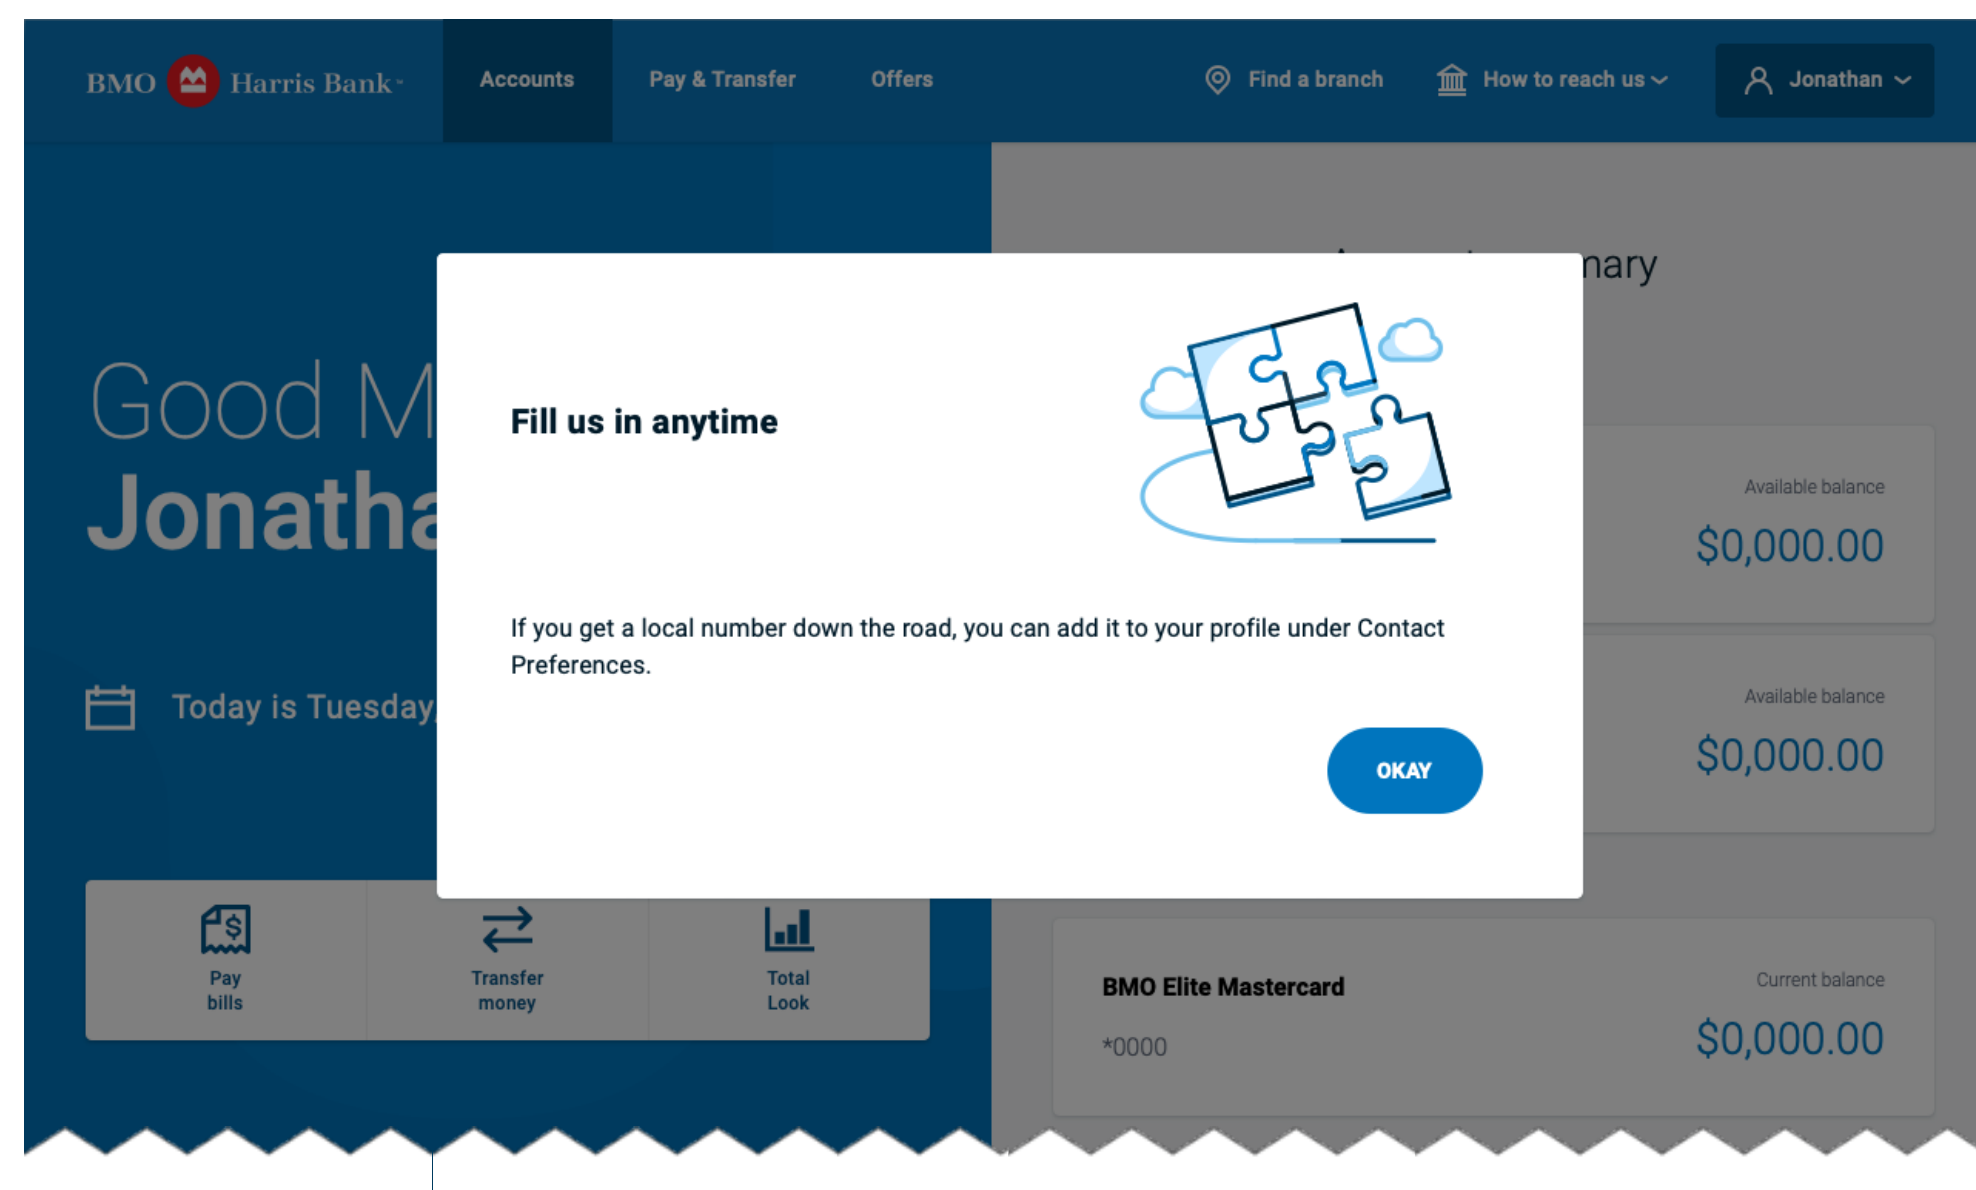 BMO Harris Bank
Accounts
Pay & Transfer
Offers
Find a branch
How to reach us
Jonathan
Good
Today is Tuesday,
Pay
bills
Transfer
money
Total
Look
Fill us in anytime
If you get a local number down the road, you can add it to your profile under Contact
Preferences.
OKAY
Available balance
$0,000.00
Available balance
$0,000.00
BMO Elite Mastercard
*0000
Current balance
$0,000.00